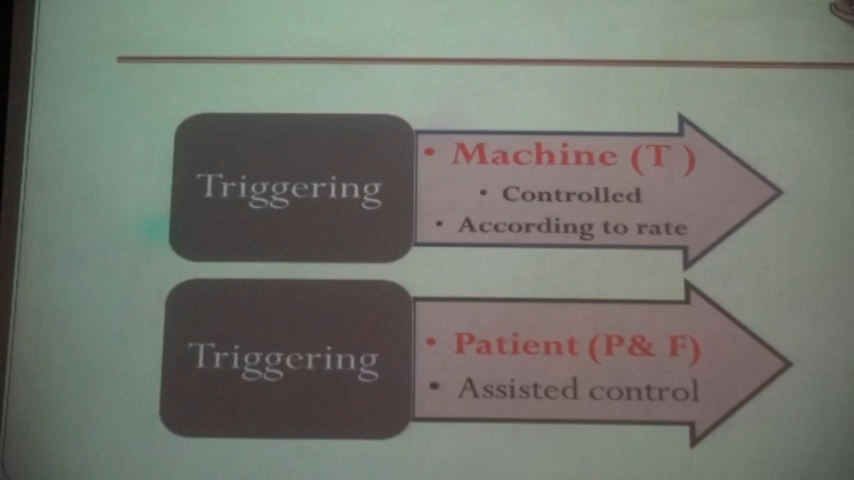 Triggering
• Machine (T )
• Controlled
• According to rate
Triggering
• Patient (P& F)
• Assisted control